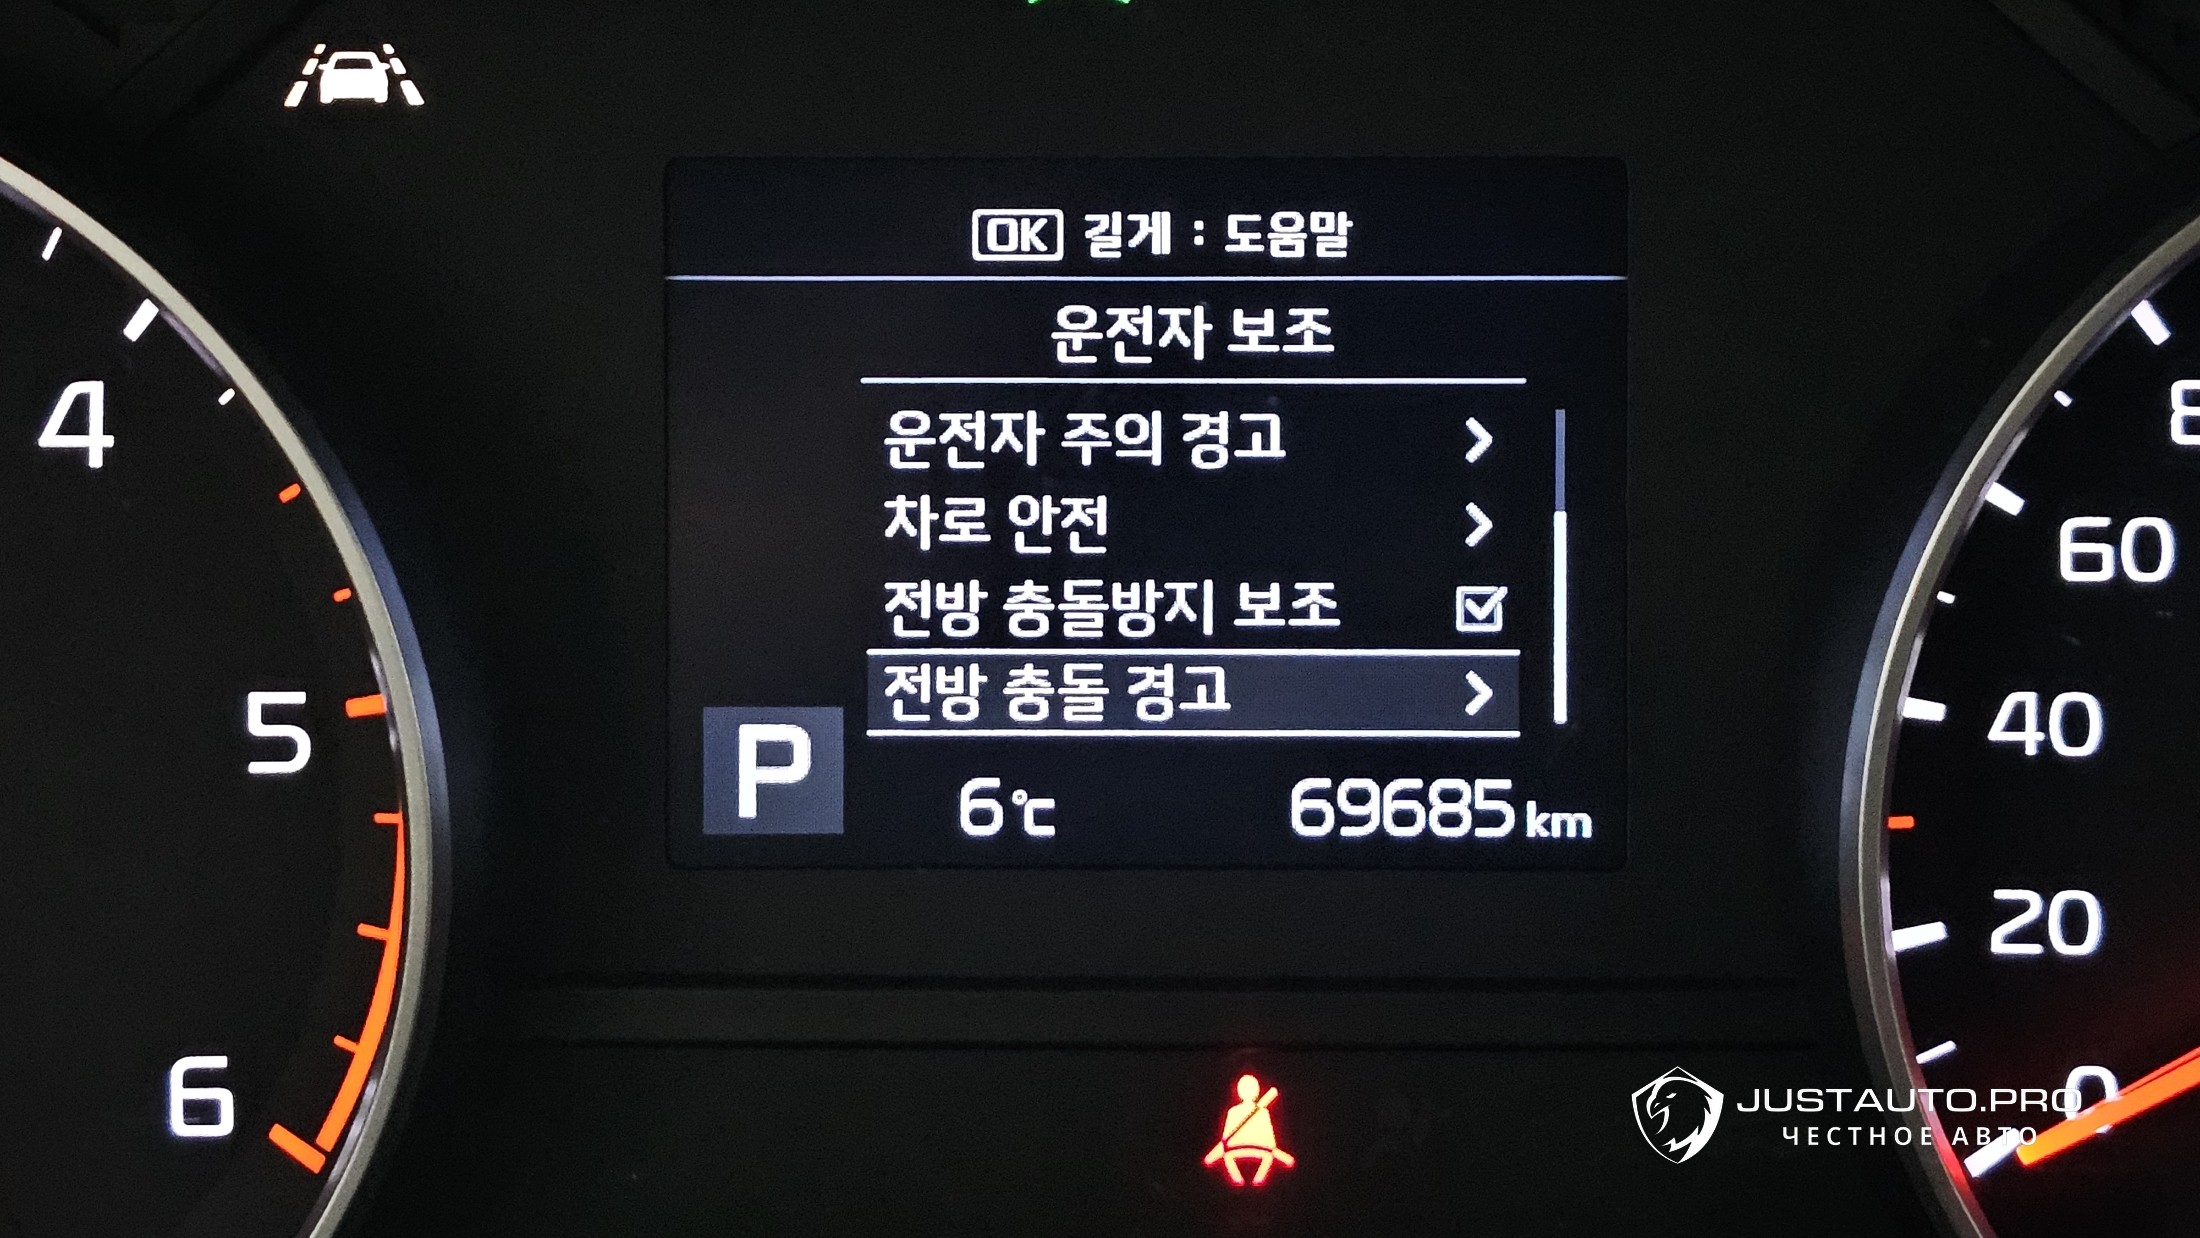 OK 길게 : 도움말
운전자 보조
운전자 주의 경고
차로 안전
전방 충돌방지 보조
전방 충돌 경고
P
6℃ 69685 km
4
5
6
60
40
20
0
JUSTAUTO.PRO
ЧЕСТНОЕ АВТО